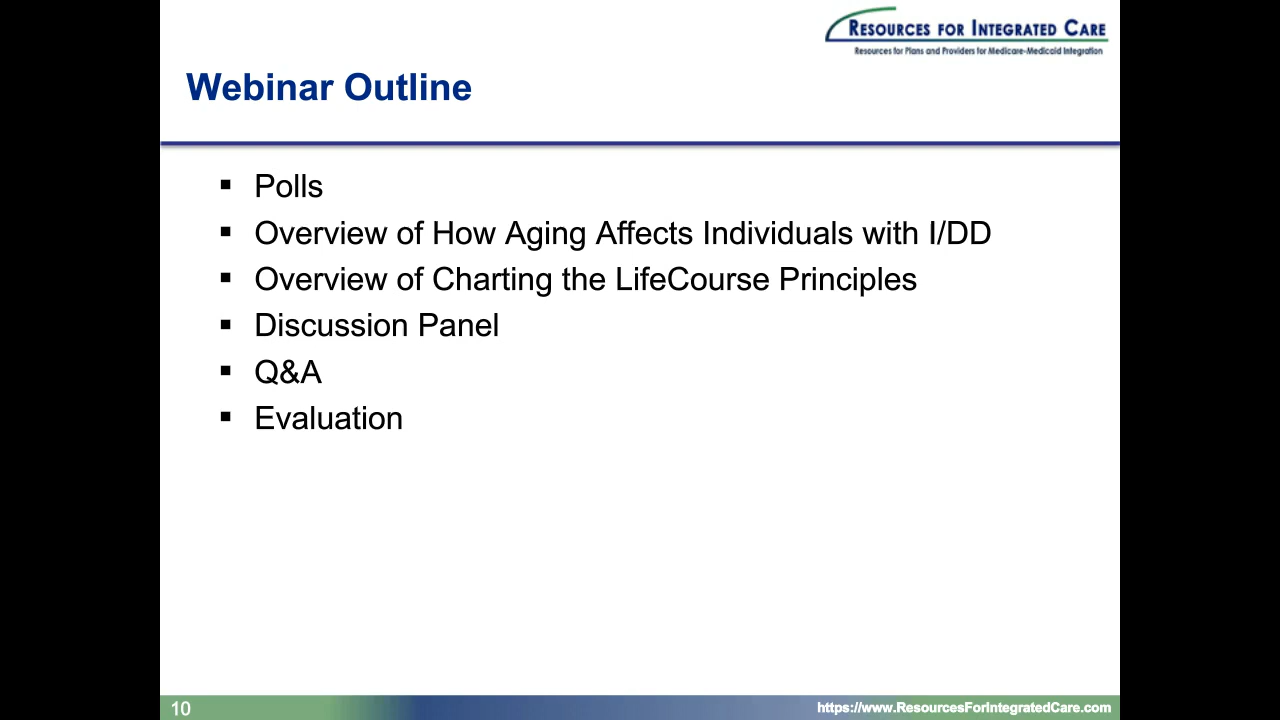 RESOURCES FOR INTEGRATED CARE
Resources for Plans and Providers for Medicare-Medicaid Integration
Webinar Outline
▪ Polls
▪ Overview of How Aging Affects Individuals with I/DD
▪ Overview of Charting the LifeCourse Principles
▪ Discussion Panel
▪ Q&A
▪ Evaluation
10
https://www.ResourcesForIntegratedCare.com